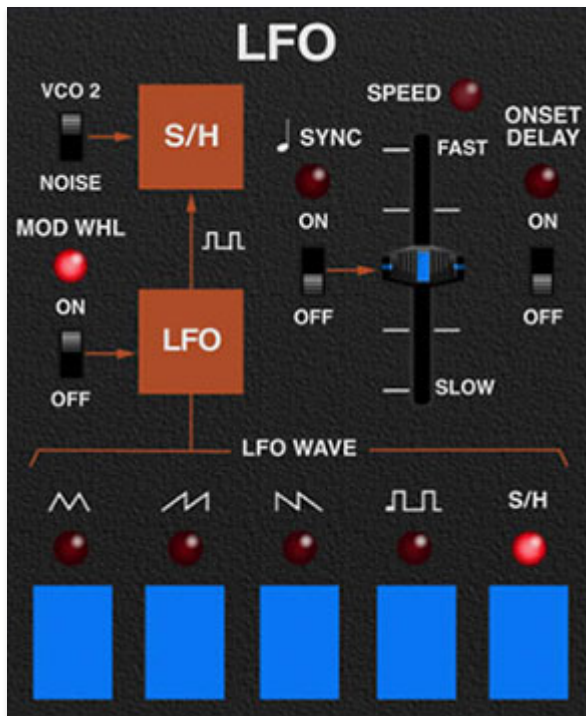 LFO
VCO 2
NOISE
S/H
SPEED
FAST
SLOW
SYNC
ON
OFF
ONSET
DELAY
ON
OFF
MOD WHL
ON
OFF
LFO
LFO WAVE
S/H